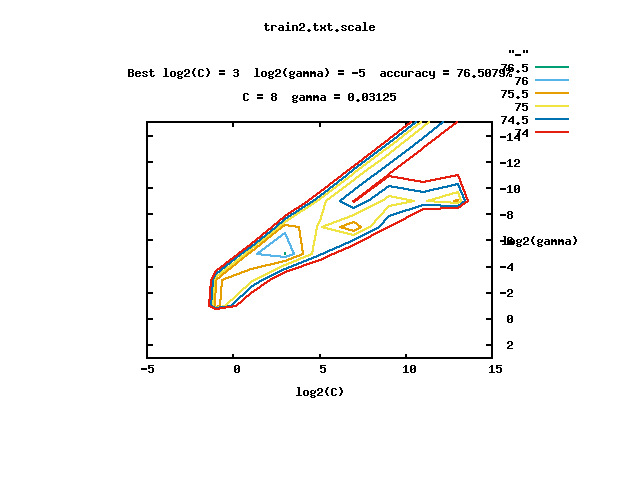 train2.txt.scale
"-"
Best log2(C) = 3  log2(gamma) = -5  accuracy = 76.5079%
76.5
76
C = 8  gamma = 0.03125
75.5
75
74.5
74
-14
-12
-10
-8
-6
log2(gamma)
-4
-2
0
2
-5 0 5 10 15
log2(C)